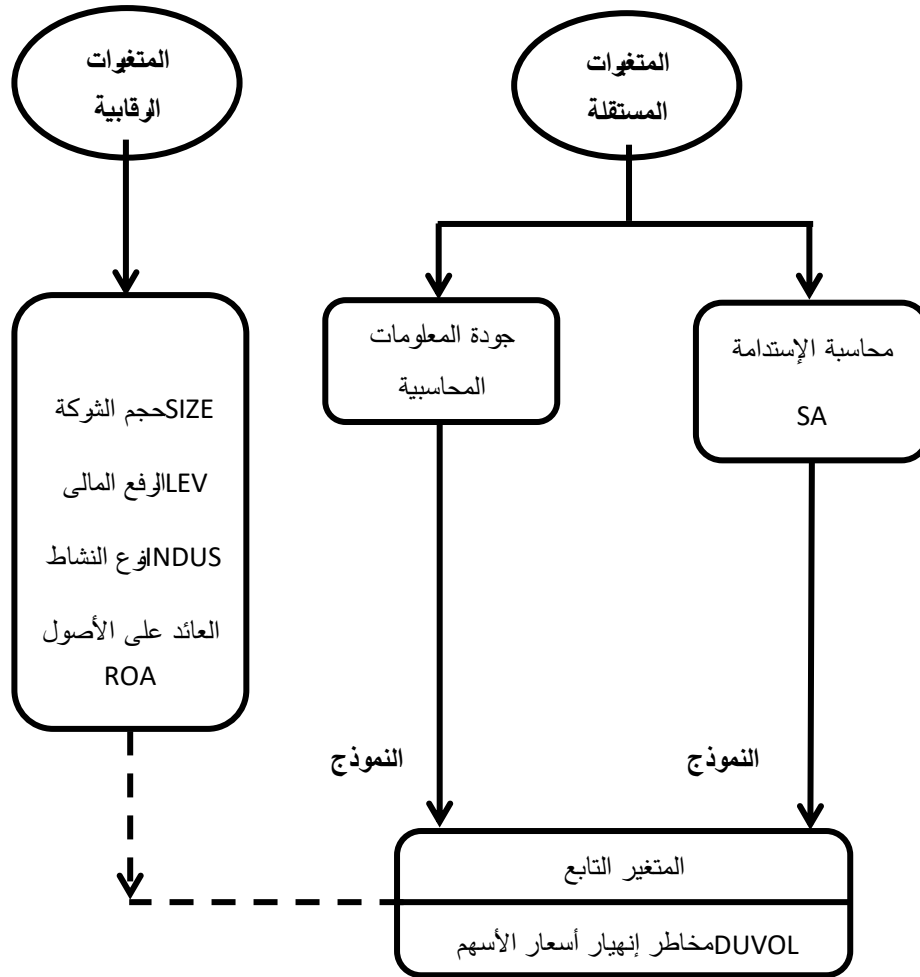 المتغيرات
المستقلة
المتغيرات
الرقابية
محاسبة الإستدامة
SA
جودة المعلومات
المحاسبية
SIZEحجم الشركة
LEVالرفع المالى
INDUSنوع النشاط
العائد على الأصول
ROA
النموذج
النموذج
المتغير التابع
DUVOLمخاطر إنهيار أسعار الأسهم